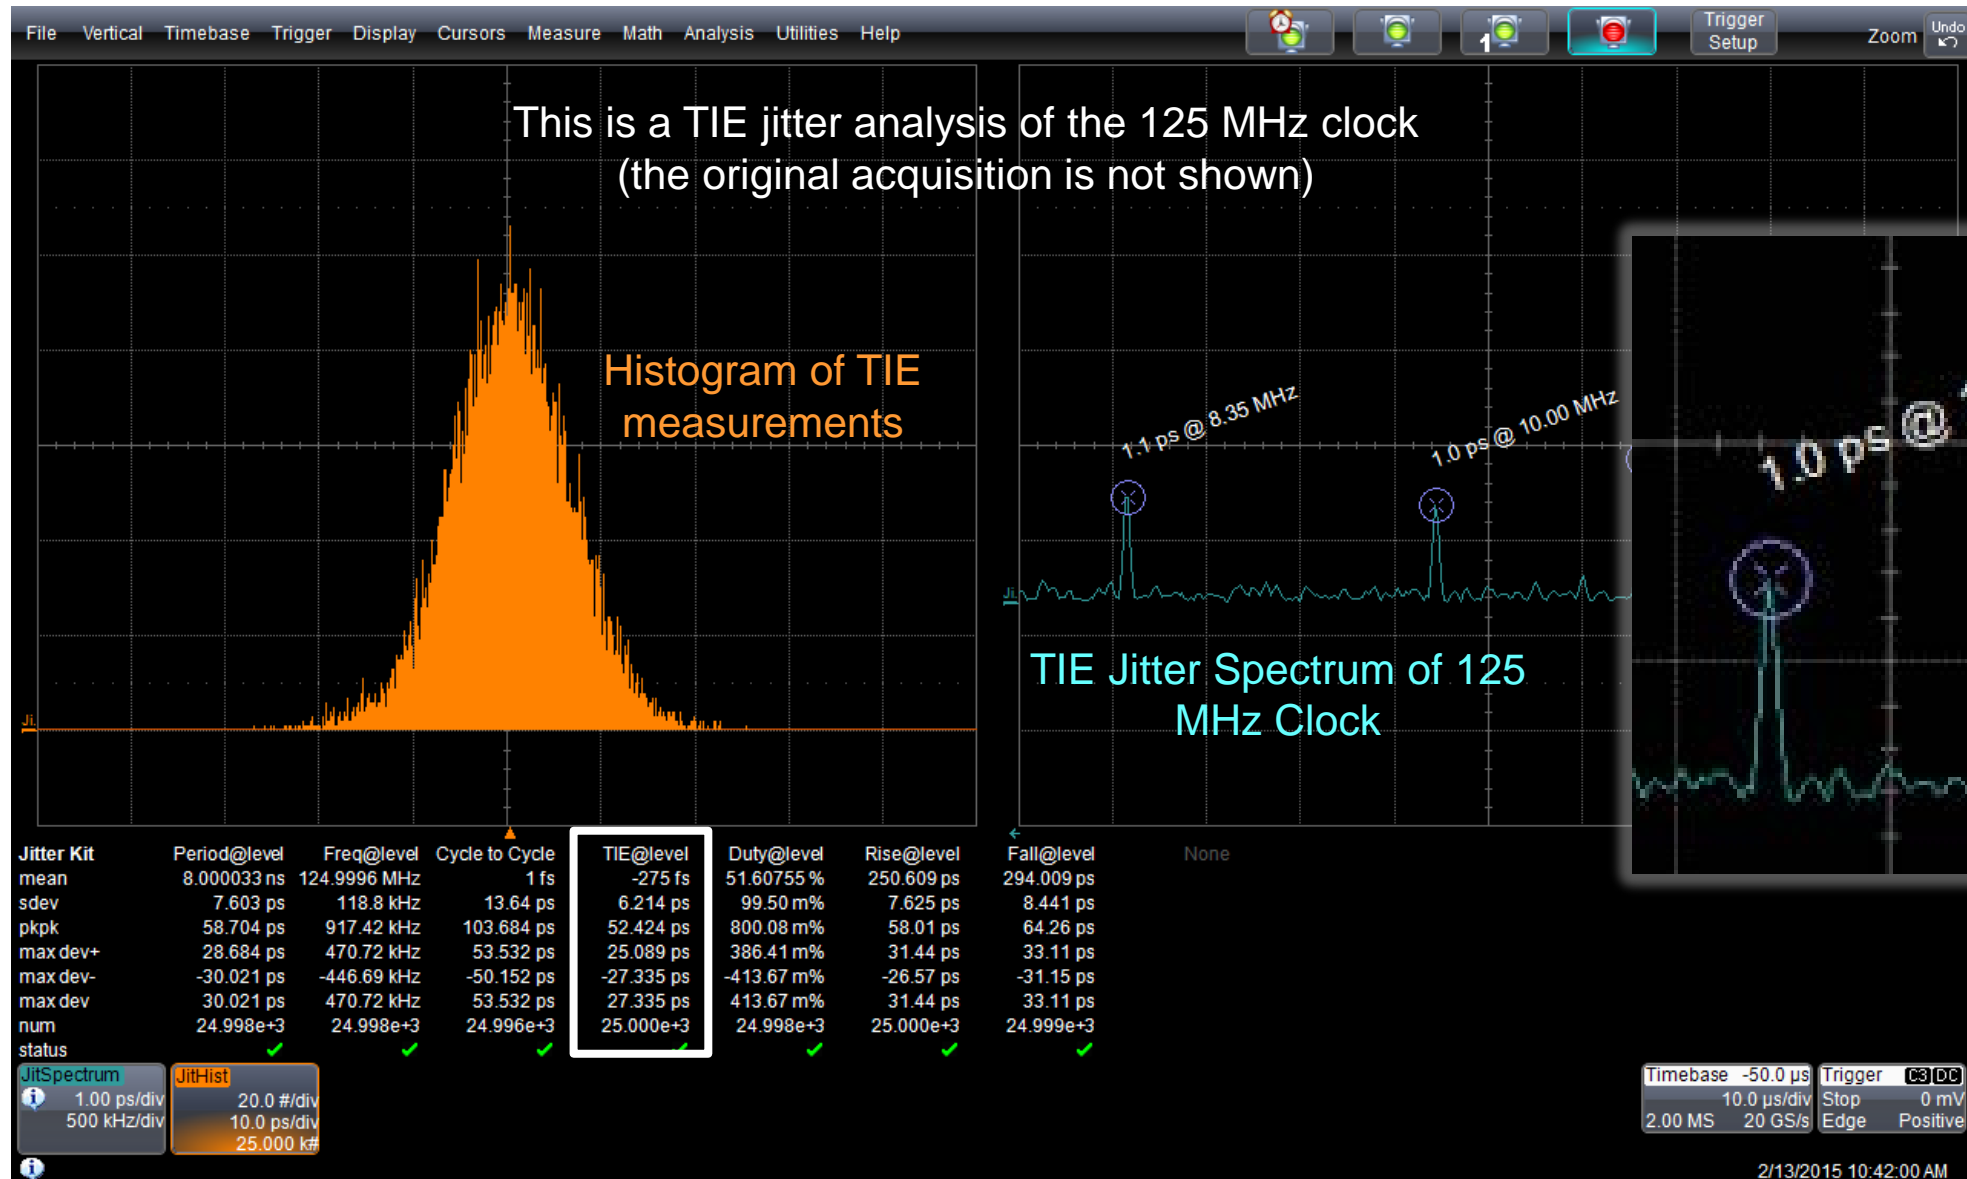 File Vertical Timebase Trigger Display Cursors Measure Math Analysis Utilities Help
1
Trigger Setup
Zoom
Undo
This is a TIE jitter analysis of the 125 MHz clock
(the original acquisition is not shown)
Histogram of TIE
measurements
1.1 ps @ 8.35 MHz
1.0 ps @ 10.00 MHz
1.0 ps @
TIE Jitter Spectrum of 125
MHz Clock
Ji.
Ji.
Jitter Kit Period@level Freq@level Cycle to Cycle TIE@level Duty@level Rise@level Fall@level None
mean 8.000033 ns 124.9996 MHz 1 fs -275 fs 51.60755 % 250.609 ps 294.009 ps
sdev 7.603 ps 118.8 kHz 13.64 ps 6.214 ps 99.50 m% 7.625 ps 8.441 ps
pkpk 58.704 ps 917.42 kHz 103.684 ps 52.424 ps 800.08 m% 58.01 ps 64.26 ps
max dev+ 28.684 ps 470.72 kHz 53.532 ps 25.089 ps 386.41 m% 31.44 ps 33.11 ps
max dev- -30.021 ps -446.69 kHz -50.152 ps -27.335 ps -413.67 m% -26.57 ps -31.15 ps
max dev 30.021 ps 470.72 kHz 53.532 ps 27.335 ps 413.67 m% 31.44 ps 33.11 ps
num 24.998e+3 24.998e+3 24.996e+3 25.000e+3 24.998e+3 25.000e+3 24.999e+3
status
JitSpectrum
1.00 ps/div
500 kHz/div
JitHist
20.0 #/div
10.0 ps/div
25.000 k#
Timebase -50.0 µs
10.0 µs/div
2.00 MS 20 GS/s
Trigger C3 DC
Stop 0 mV
Edge Positive
2/13/2015 10:42:00 AM